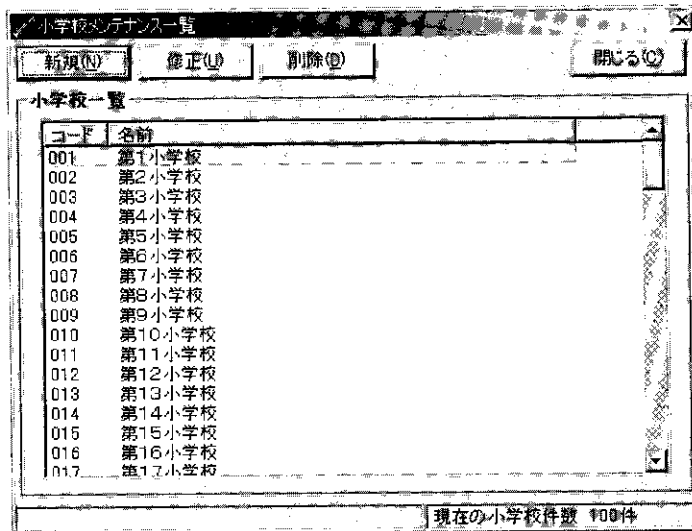 小学校メンテナンス一覧
新規(N) 修正(U) 削除(D) 閉じる(C)
小学校一覧
コード 名前
001 第1小学校
002 第2小学校
003 第3小学校
004 第4小学校
005 第5小学校
006 第6小学校
007 第7小学校
008 第8小学校
009 第9小学校
010 第10小学校
011 第11小学校
012 第12小学校
013 第13小学校
014 第14小学校
015 第15小学校
016 第16小学校
017 第17小学校
現在の小学校件数 100件